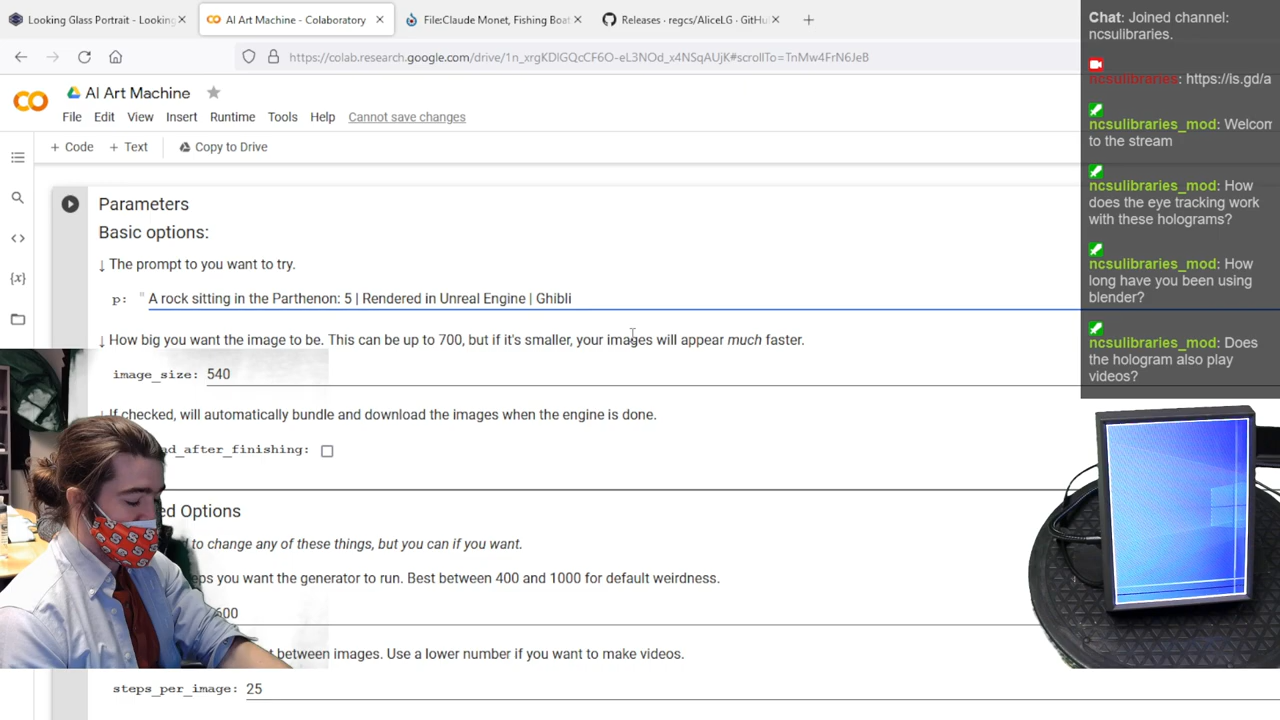 Looking Glass Portrait - Looking
AI Art Machine - Colaboratory
File:Claude Monet, Fishing Boat
Releases · regcs/AliceLG · GitHu
https://colab.research.google.com/drive/1n_xrgKDlGQcCF6O-eL3NOd_x4NSqAUjK#scrollTo=TnMw4FrN6JeB
AI Art Machine
File Edit View Insert Runtime Tools Help Cannot save changes
+ Code + Text Copy to Drive
Parameters
Basic options:
↓ The prompt to you want to try.
p: " A rock sitting in the Parthenon: 5 | Rendered in Unreal Engine | Ghibli
↓ How big you want the image to be. This can be up to 700, but if it's smaller, your images will appear much faster.
image_size: 540
If checked, will automatically bundle and download the images when the engine is done.
d_after_finishing:
ed Options
to change any of these things, but you can if you want.
eps you want the generator to run. Best between 400 and 1000 for default weirdness.
600
between images. Use a lower number if you want to make videos.
steps_per_image: 25
Chat: Joined channel:
ncsulibraries.
ncsulibraries: https://is.gd/a
ncsulibraries_mod: Welcom
to the stream
ncsulibraries_mod: How
does the eye tracking work
with these holograms?
ncsulibraries_mod: How
long have you been using
blender?
ncsulibraries_mod: Does
the hologram also play
videos?